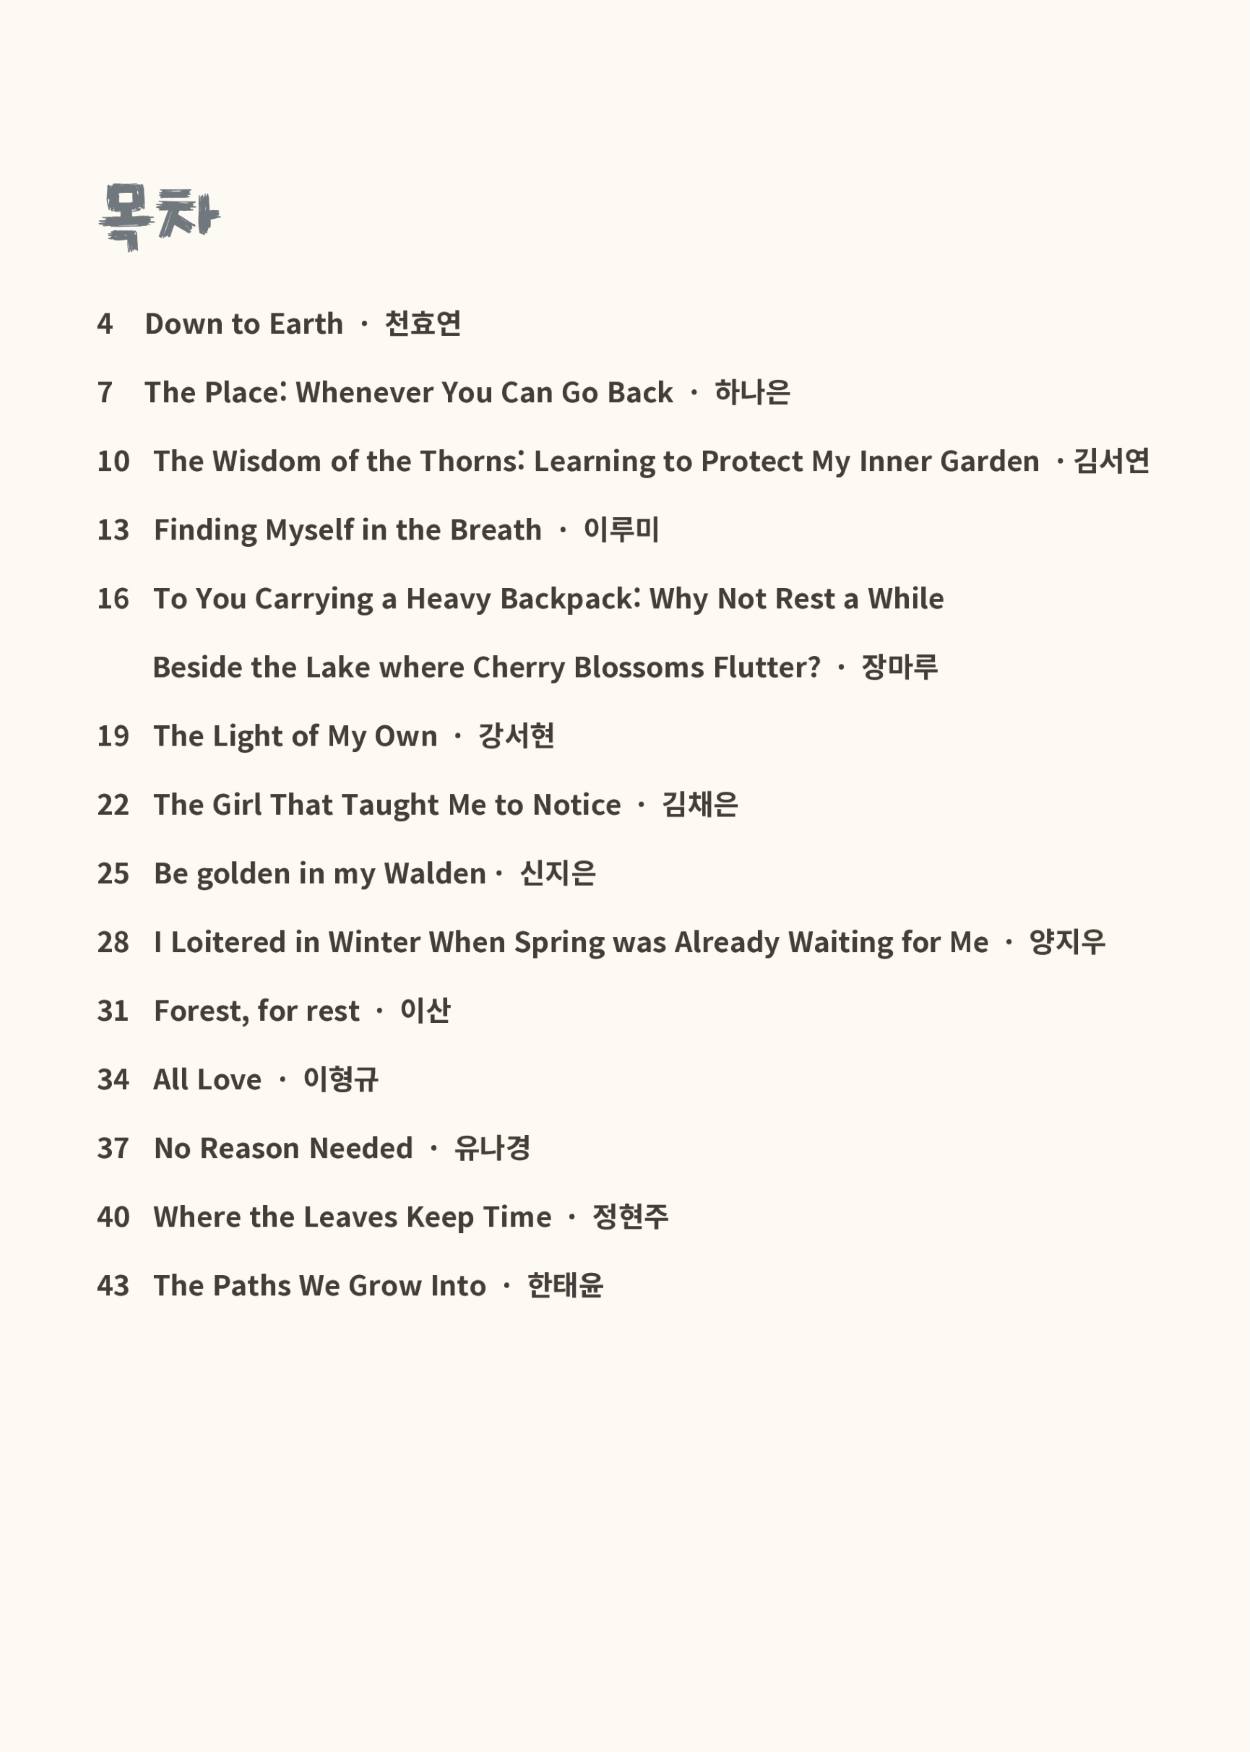 목차
4 Down to Earth · 천효연
7 The Place: Whenever You Can Go Back · 하나은
10 The Wisdom of the Thorns: Learning to Protect My Inner Garden · 김서연
13 Finding Myself in the Breath · 이루미
16 To You Carrying a Heavy Backpack: Why Not Rest a While
Beside the Lake where Cherry Blossoms Flutter? · 장마루
19 The Light of My Own · 강서현
22 The Girl That Taught Me to Notice · 김채은
25 Be golden in my Walden · 신지은
28 I Loitered in Winter When Spring was Already Waiting for Me · 양지우
31 Forest, for rest · 이산
34 All Love · 이형규
37 No Reason Needed · 유나경
40 Where the Leaves Keep Time · 정현주
43 The Paths We Grow Into · 한태윤